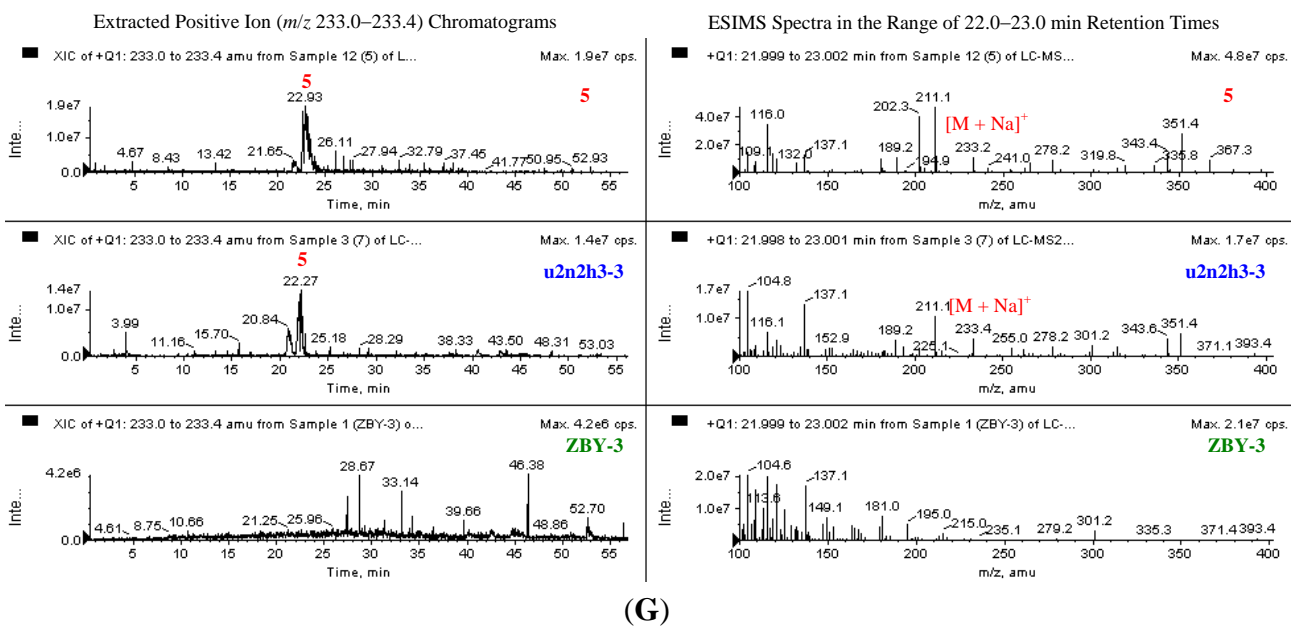 Extracted Positive Ion (m/z 233.0–233.4) Chromatograms
ESIMS Spectra in the Range of 22.0–23.0 min Retention Times
XIC of +Q1: 233.0 to 233.4 amu from Sample 12 (5) of L... Max. 1.9e7 cps.
5
5
22.93
1.9e7
1.0e7
0.0
Inte...
4.67 8.43 13.42 21.65 26.11 27.94 32.79 37.45 41.77 50.95 52.93
5 10 15 20 25 30 35 40 45 50 55
Time, min
+Q1: 21.999 to 23.002 min from Sample 12 (5) of LC-MS... Max. 4.8e7 cps.
5
4.0e7
2.0e7
Inte...
109.1 116.0 132.0 137.1 189.2 194.9 202.3 211.1 233.2 241.0 278.2 319.8 335.8 343.4 351.4 367.3
[M + Na]+
100 150 200 250 300 350 400
m/z, amu
XIC of +Q1: 233.0 to 233.4 amu from Sample 3 (7) of LC-... Max. 1.4e7 cps.
5
u2n2h3-3
22.27
1.4e7
1.0e7
0.0
Inte...
3.99 11.16 15.70 20.84 25.18 28.29 38.33 43.50 48.31 53.03
5 10 15 20 25 30 35 40 45 50 55
Time, min
+Q1: 21.998 to 23.001 min from Sample 3 (7) of LC-MS2... Max. 1.7e7 cps.
u2n2h3-3
1.7e7
1.0e7
Inte...
104.8 116.1 137.1 152.9 189.2 211.1 225.1 233.4 255.0 278.2 301.2 343.6 351.4 371.1 393.4
[M + Na]+
100 150 200 250 300 350 400
m/z, amu
XIC of +Q1: 233.0 to 233.4 amu from Sample 1 (ZBY-3) o... Max. 4.2e6 cps.
ZBY-3
4.2e6
0.0
Inte...
4.61 8.75 10.66 21.25 25.96 28.67 33.14 39.66 46.38 48.86 52.70
5 10 15 20 25 30 35 40 45 50 55
Time, min
+Q1: 21.999 to 23.002 min from Sample 1 (ZBY-3) of LC-... Max. 2.1e7 cps.
ZBY-3
2.0e7
1.0e7
Inte...
104.6 113.6 137.1 149.1 181.0 195.0 215.0 235.1 279.2 301.2 335.3 371.4 393.4
100 150 200 250 300 350 400
m/z, amu
(G)